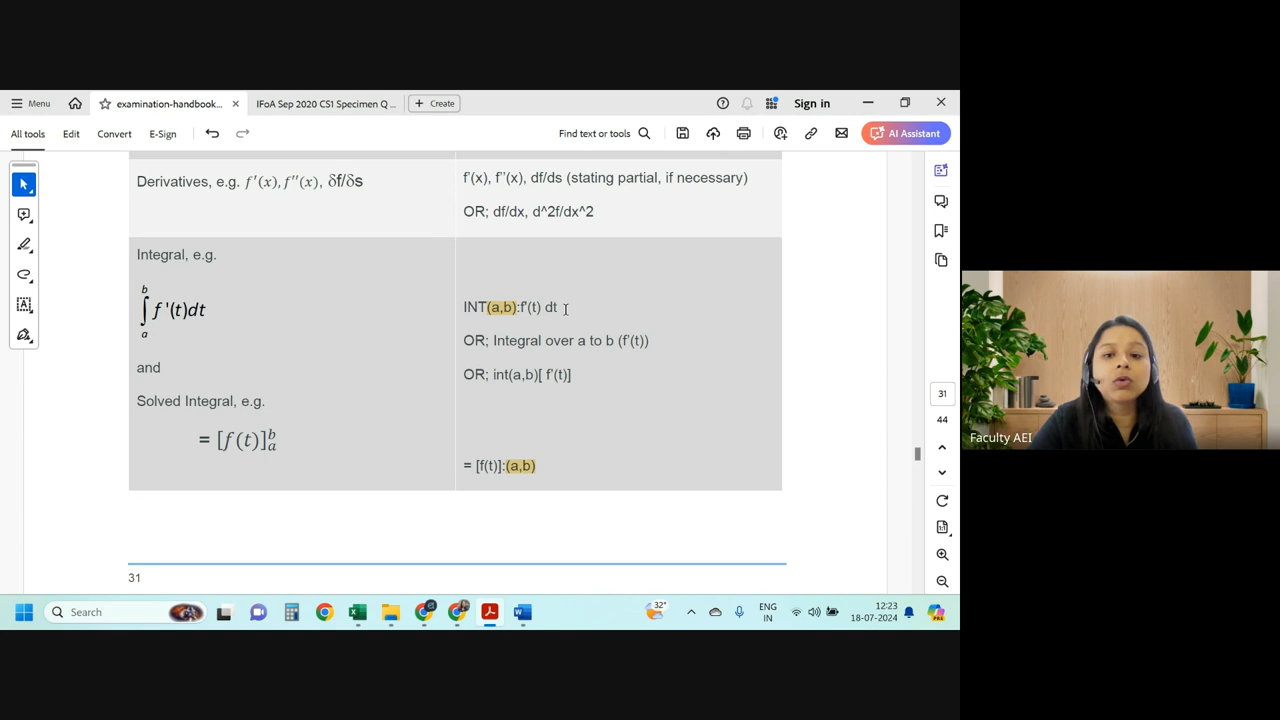 Menu
examination-handbook...
IFoA Sep 2020 CS1 Specimen Q ...
Create
Sign in
All tools
Edit
Convert
E-Sign
Find text or tools
AI Assistant
Derivatives, e.g. f'(x), f''(x), δf/δs
f'(x), f''(x), df/ds (stating partial, if necessary)
OR; df/dx, d^2f/dx^2
Integral, e.g.
∫ₐᵇ f '(t)dt
and
Solved Integral, e.g.
= [f(t)]ᵇₐ
INT(a,b):f'(t) dt
OR; Integral over a to b (f'(t))
OR; int(a,b)[ f'(t)]
= [f(t)]:(a,b)
31
31
44
Faculty AEI
Search
32°
ENG
IN
12:23
18-07-2024